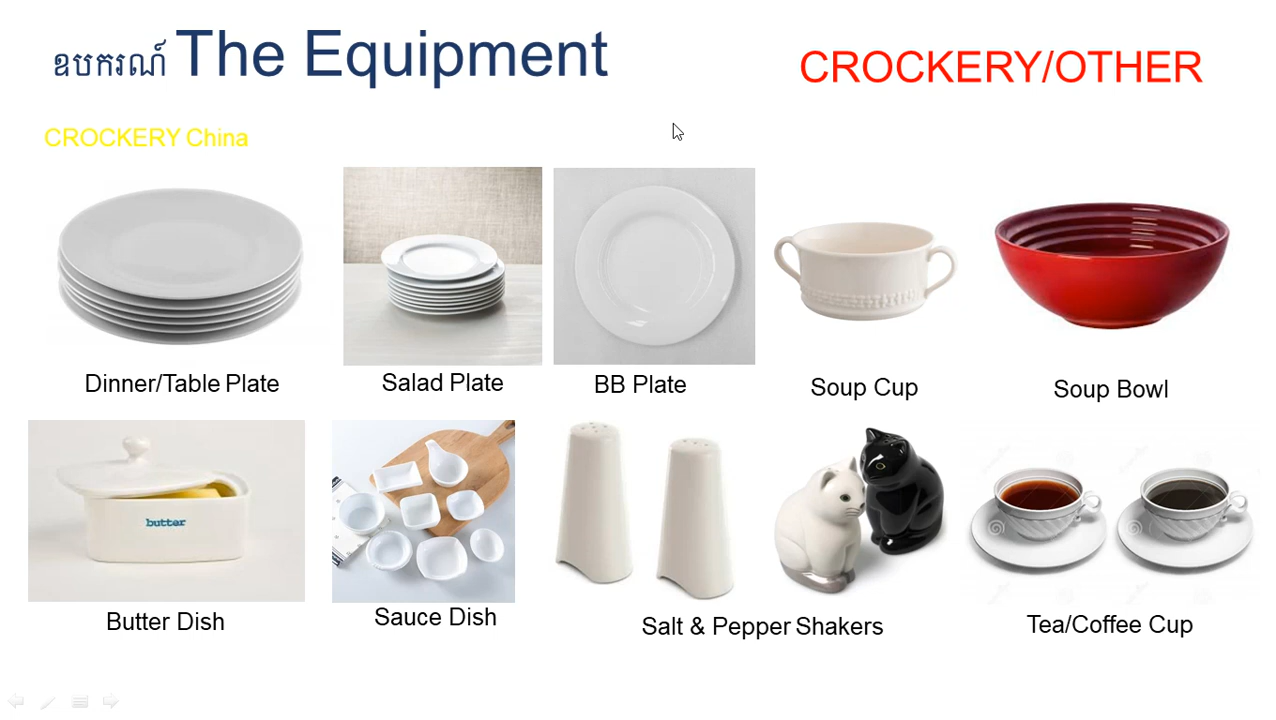 ឧបករណ៍ The Equipment
CROCKERY/OTHER
CROCKERY China
Dinner/Table Plate
Salad Plate
BB Plate
Soup Cup
Soup Bowl
butter
Butter Dish
Sauce Dish
Salt & Pepper Shakers
Tea/Coffee Cup